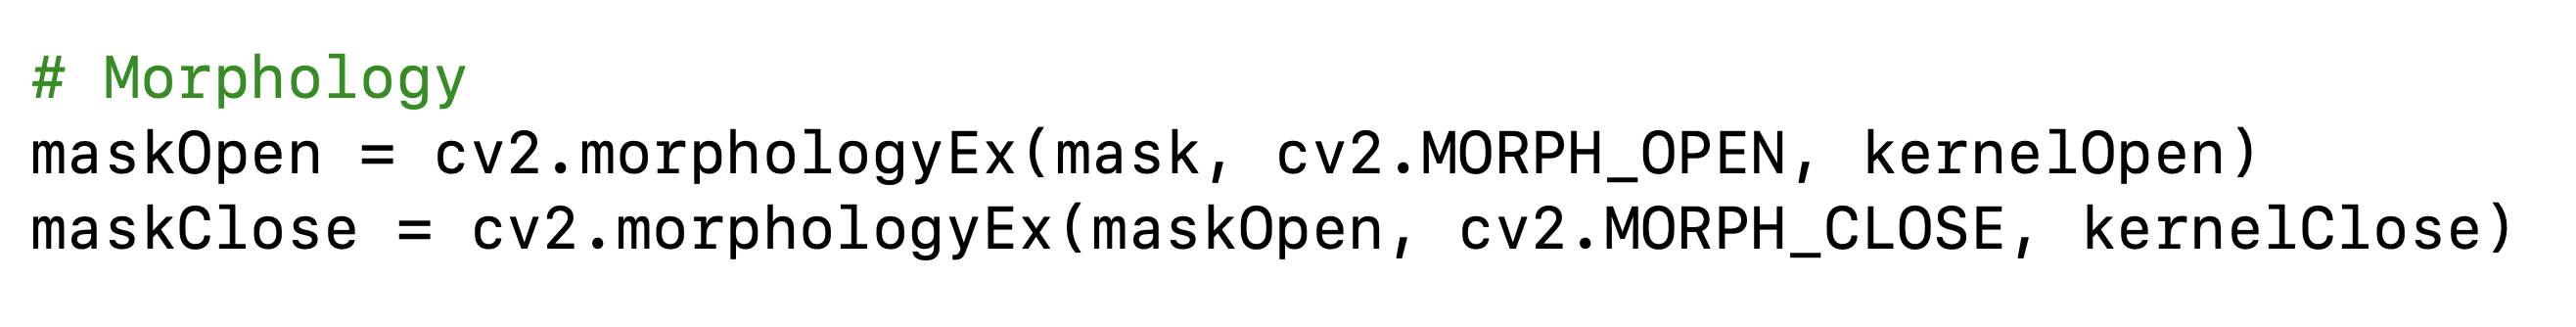 # Morphology
maskOpen = cv2.morphologyEx(mask, cv2.MORPH_OPEN, kernelOpen)
maskClose = cv2.morphologyEx(maskOpen, cv2.MORPH_CLOSE, kernelClose)